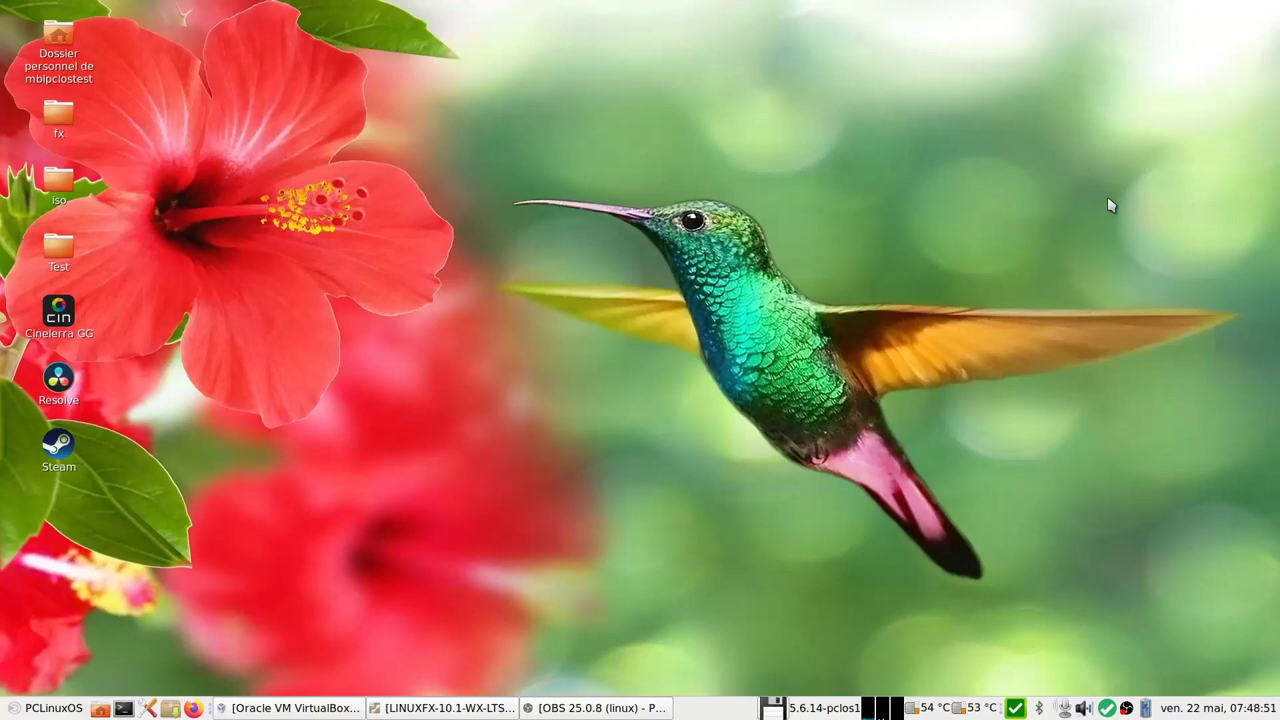 Dossier
personnel de
mblpclostest
fx
iso
Test
CIN
Cinelerra GG
Resolve
Steam
PCLinuxOS
[Oracle VM VirtualBox...
[LINUXFX-10.1-WX-LTS...
[OBS 25.0.8 (linux) - P...
5.6.14-pclos1
54 °C
53 °C
ven. 22 mai, 07:48:51